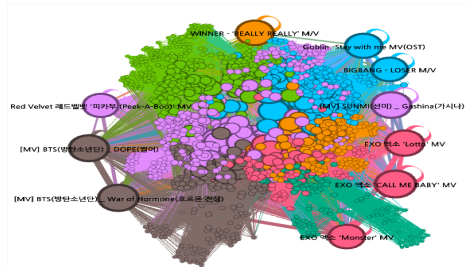 WINNER - 'REALLY REALLY' M/V
Goblin -Stay with me MV(OST)
BIGBANG - LOSER M/V
Red Velvet 레드벨벳 '피카부 (Peek-A-Boo)' MV
[MV] SUNMI(선미) _ Gashina(가시나)
EXO 엑소 'Lotto' MV
[MV] BTS(방탄소년단) _ DOPE(쩔어)
EXO 엑소 'CALL ME BABY' MV
[MV] BTS(방탄소년단) _ War of Hormone(호르몬 전쟁)
EXO 엑소 'Monster' MV